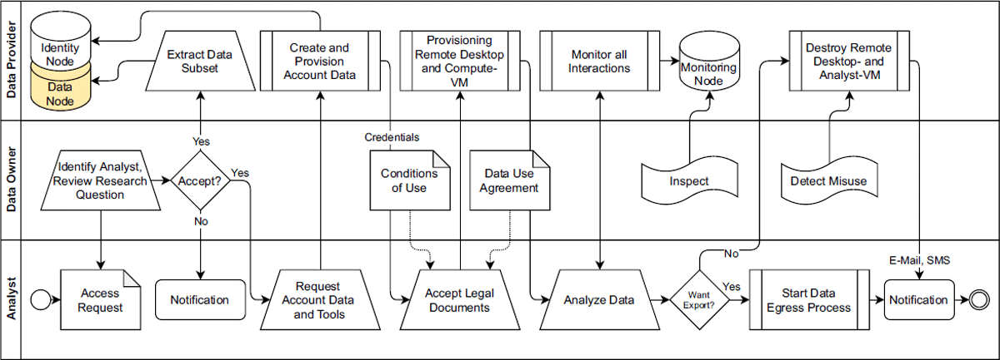 Data Provider
Identity
Node
Data
Node
Extract Data
Subset
Create and
Provision
Account Data
Provisioning
Remote Desktop
and Compute-
VM
Monitor all
Interactions
Monitoring
Node
Destroy Remote
Desktop- and
Analyst-VM
Data Owner
Identify Analyst,
Review Research
Question
Accept?
Yes
Yes
No
Credentials
Conditions
of Use
Data Use
Agreement
Inspect
Detect Misuse
Analyst
Access
Request
Notification
Request
Account Data
and Tools
Accept Legal
Documents
Analyze Data
Want
Export?
No
Yes
Start Data
Egress Process
E-Mail, SMS
Notification